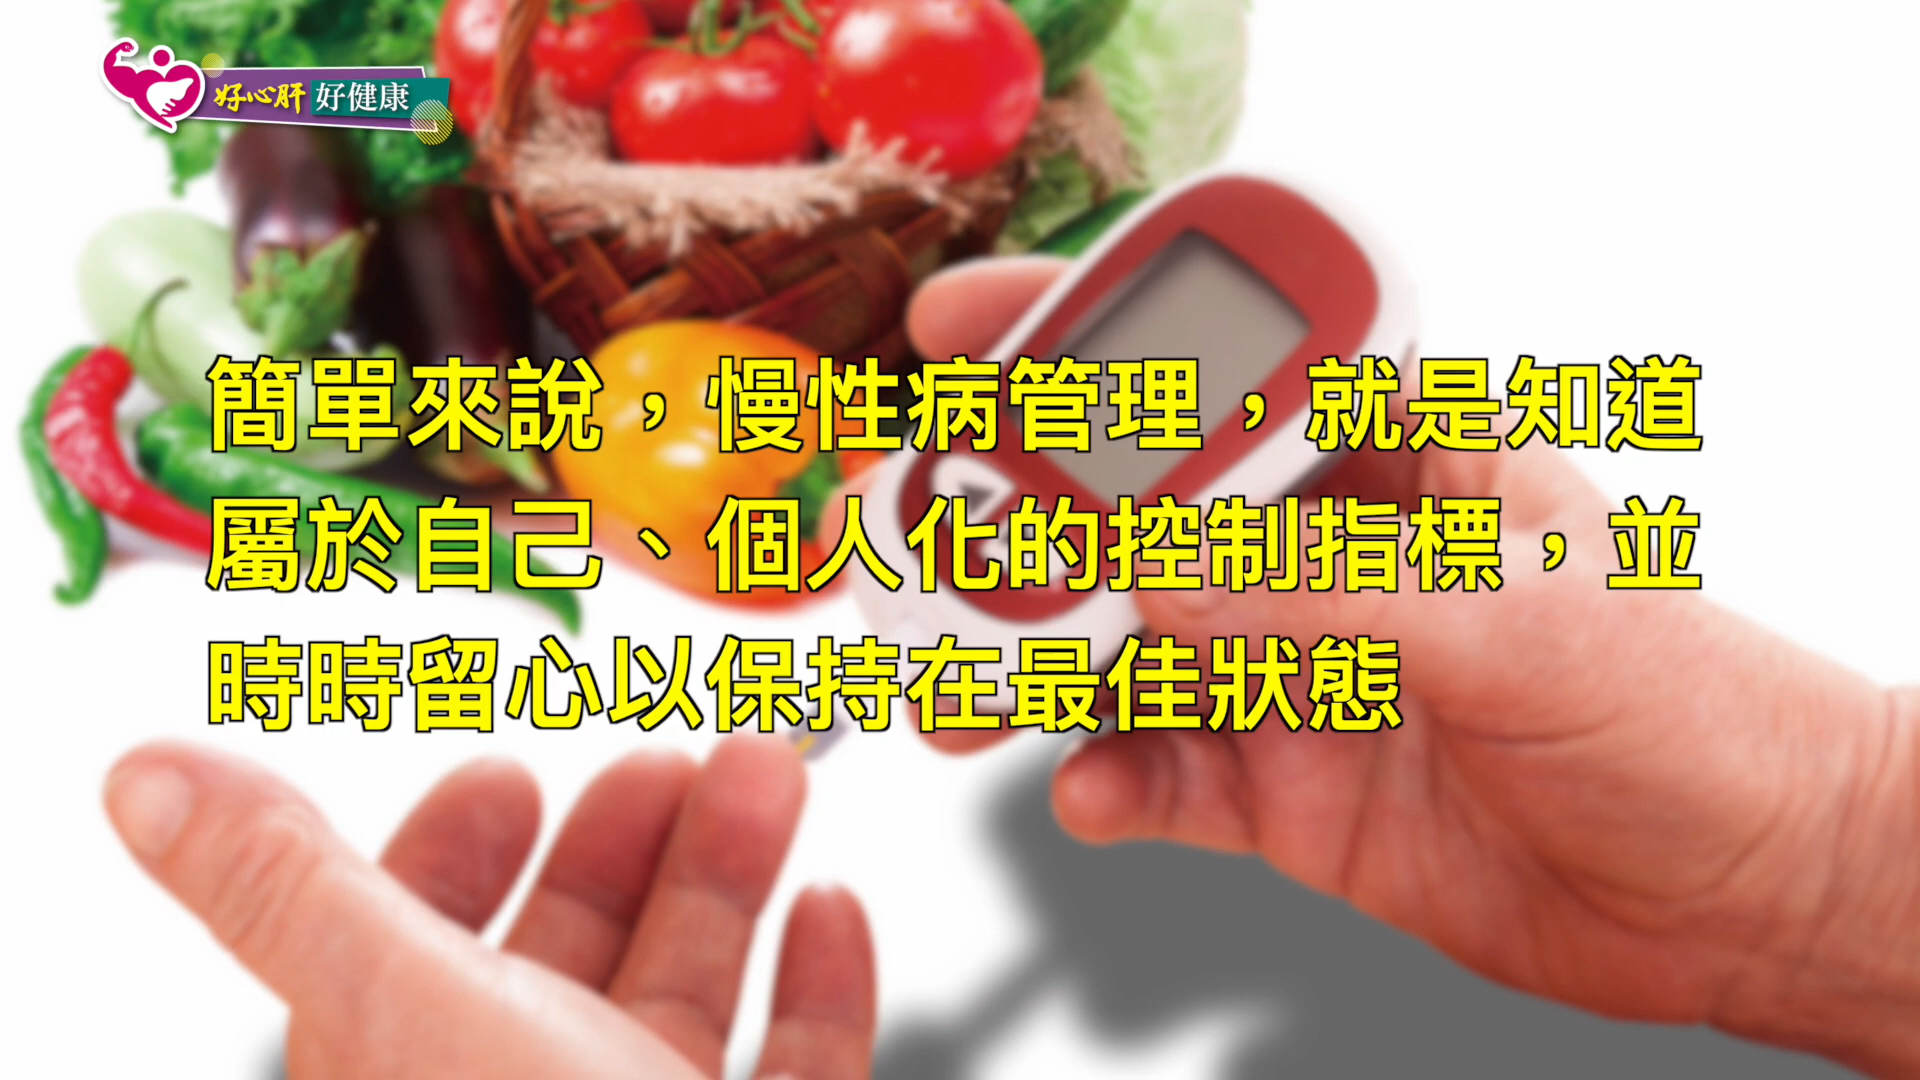 好心肝 好健康
簡單來說，慢性病管理，就是知道
屬於自己、個人化的控制指標，並
時時留心以保持在最佳狀態